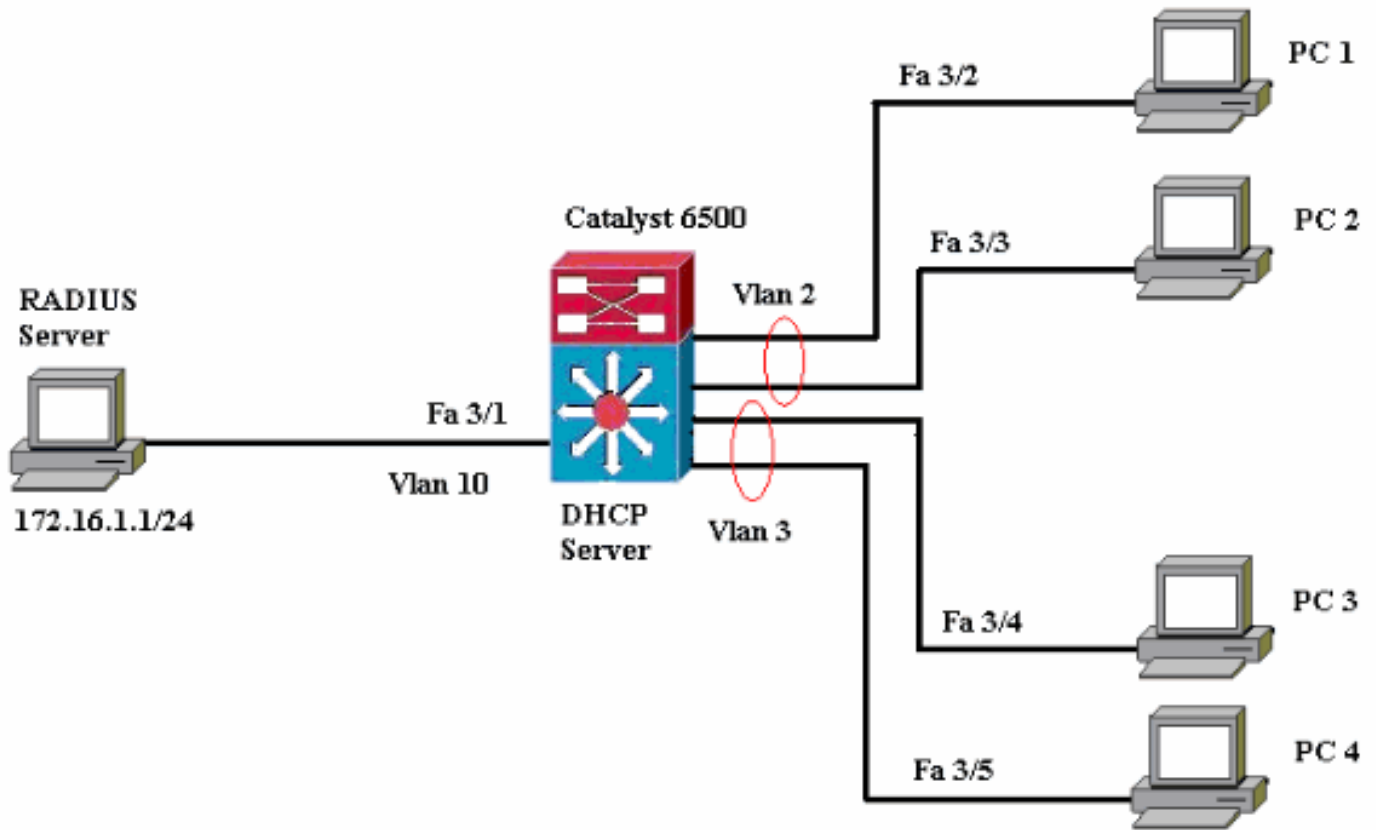 PC 1
Fa 3/2
PC 2
Catalyst 6500
Fa 3/3
Vlan 2
RADIUS
Server
Fa 3/1
Vlan 10
172.16.1.1/24
DHCP
Server
Vlan 3
PC 3
Fa 3/4
PC 4
Fa 3/5